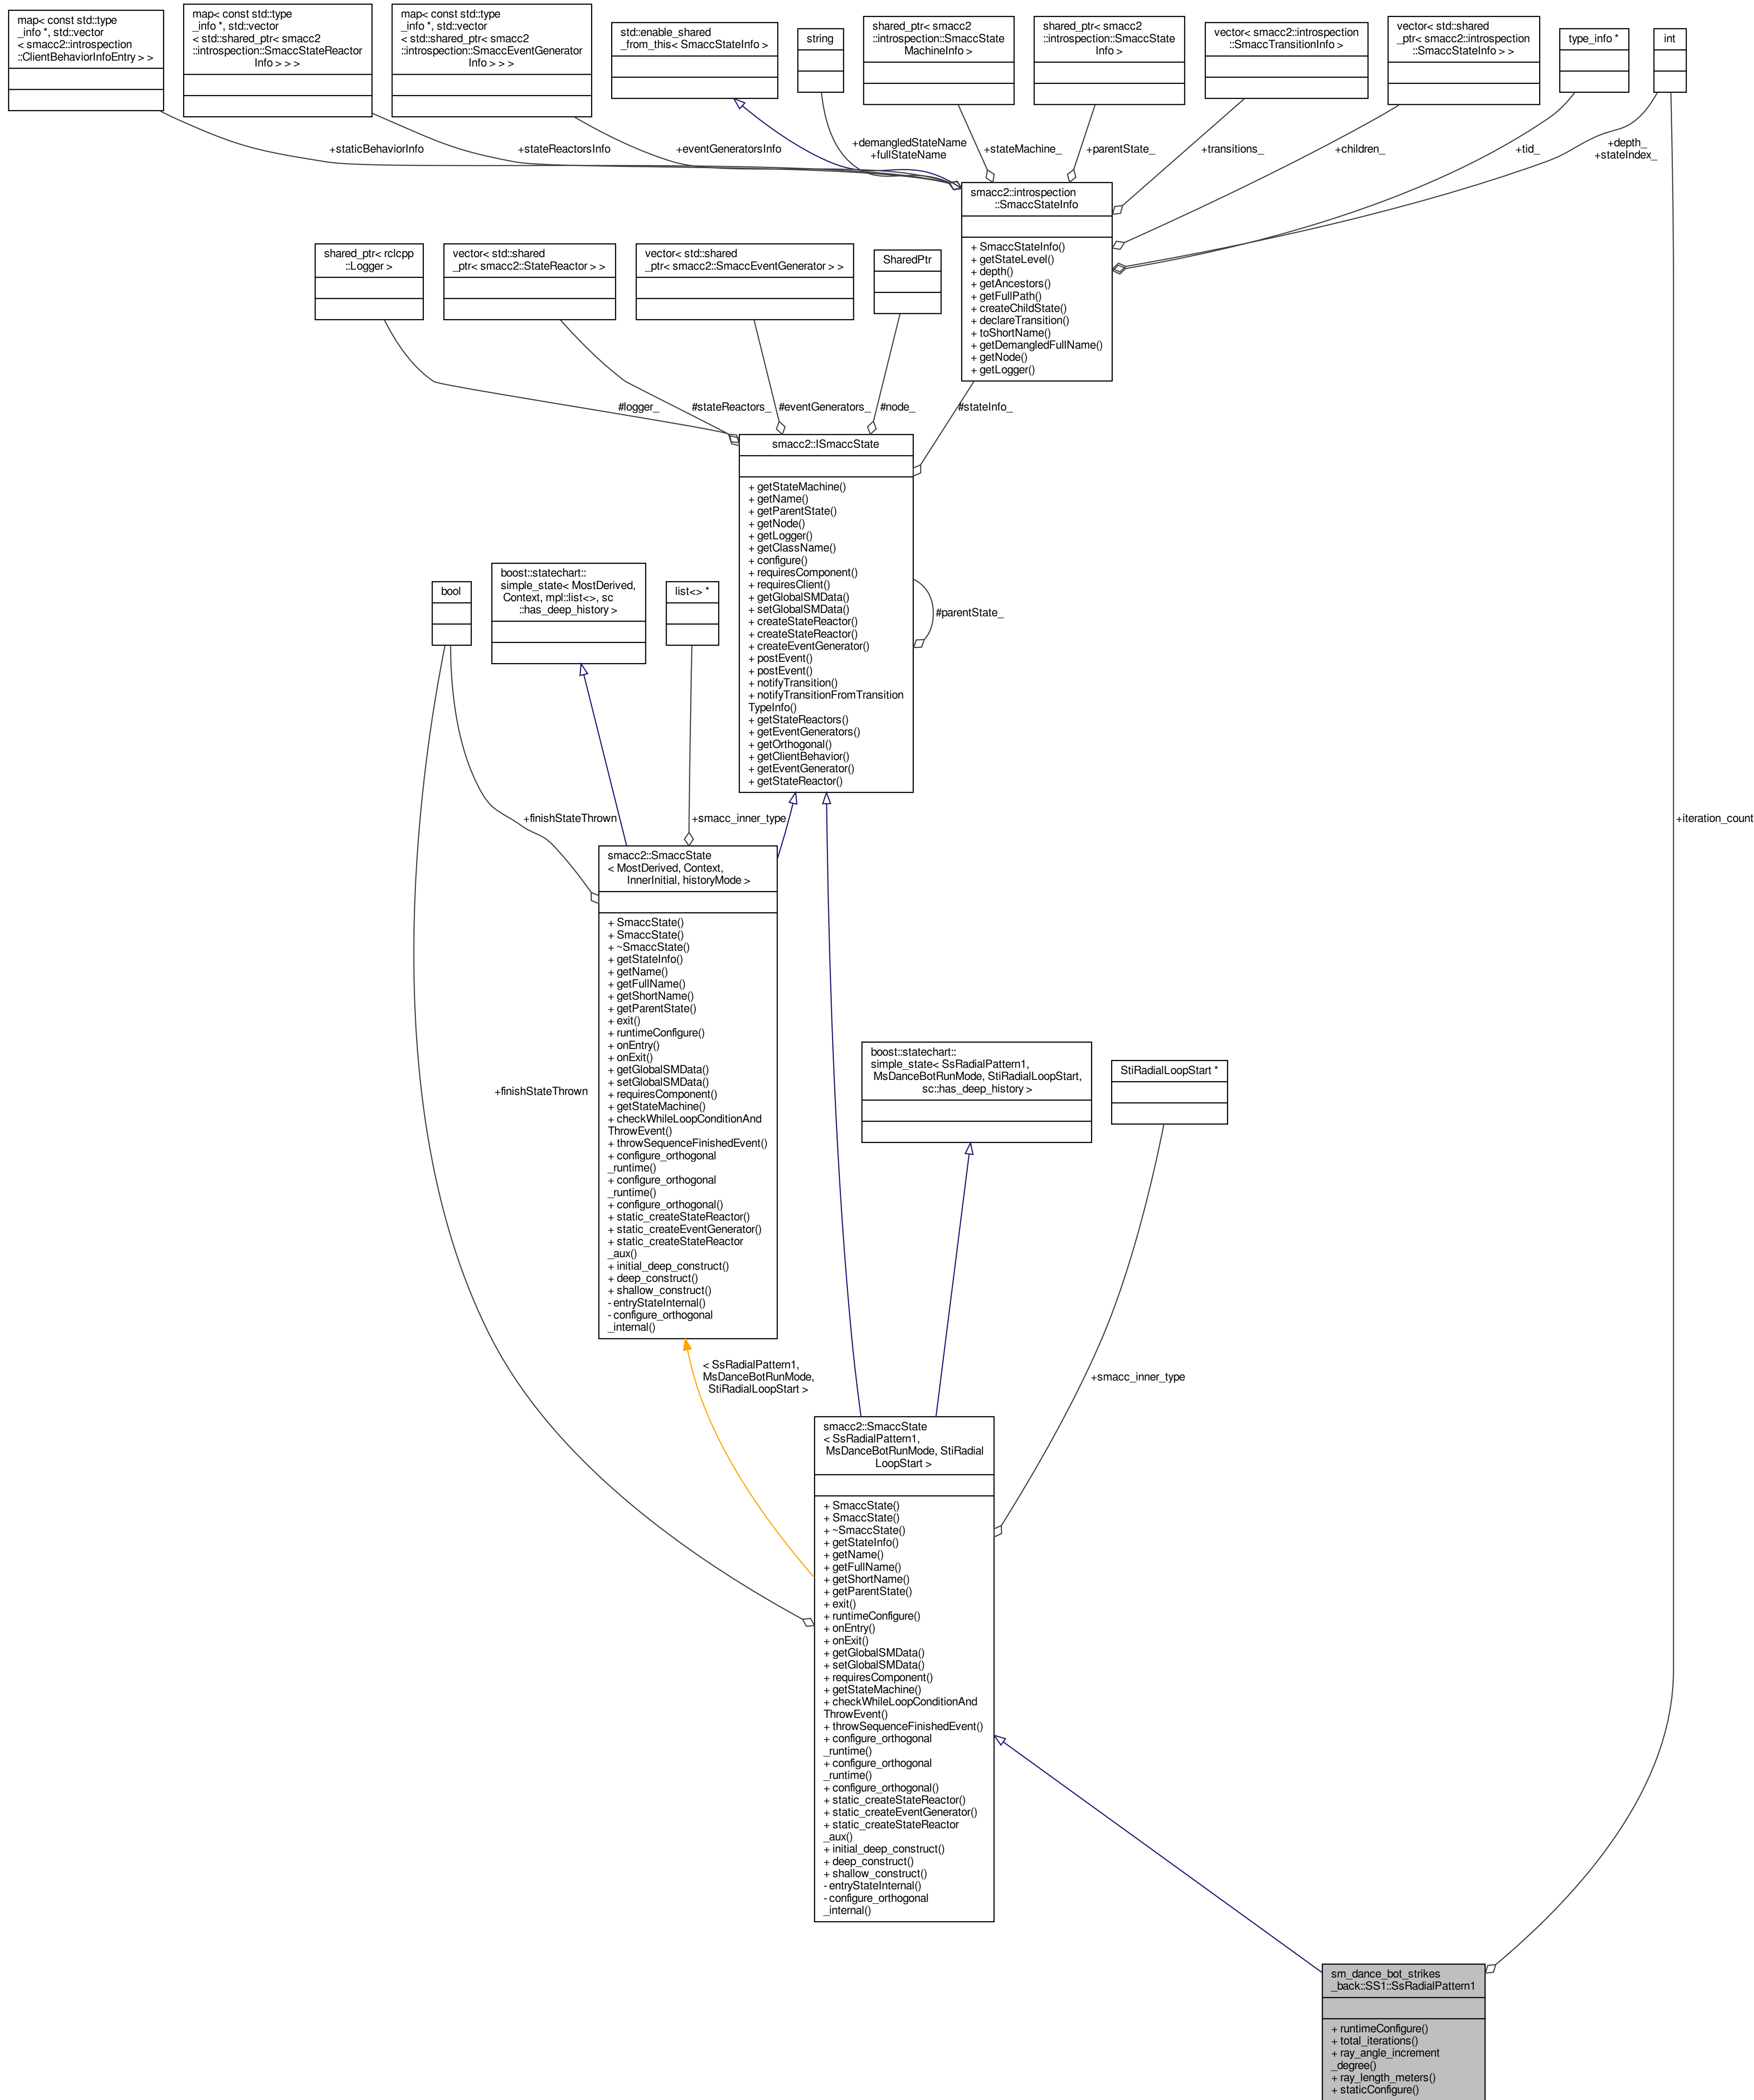 map< const std::type
_info *, std::vector
< smacc2::introspection
::ClientBehaviorInfoEntry > >
map< const std::type
_info *, std::vector
< std::shared_ptr< smacc2
::introspection::SmaccStateReactor
Info > > >
map< const std::type
_info *, std::vector
< std::shared_ptr< smacc2
::introspection::SmaccEventGenerator
Info > > >
std::enable_shared
_from_this< SmaccStateInfo >
string
shared_ptr< smacc2
::introspection::SmaccState
MachineInfo >
shared_ptr< smacc2
::introspection::SmaccState
Info >
vector< smacc2::introspection
::SmaccTransitionInfo >
vector< std::shared
_ptr< smacc2::introspection
::SmaccStateInfo > >
type_info *
int
+staticBehaviorInfo
+stateReactorsInfo
+eventGeneratorsInfo
+demangledStateName
+fullStateName
+stateMachine_
+parentState_
+transitions_
+children_
+tid_
+depth_
+stateIndex_
smacc2::introspection
::SmaccStateInfo
+ SmaccStateInfo()
+ getStateLevel()
+ depth()
+ getAncestors()
+ getFullPath()
+ createChildState()
+ declareTransition()
+ toShortName()
+ getDemangledFullName()
+ getNode()
+ getLogger()
shared_ptr< rclcpp
::Logger >
vector< std::shared
_ptr< smacc2::StateReactor > >
vector< std::shared
_ptr< smacc2::SmaccEventGenerator > >
SharedPtr
#logger_
#stateReactors_
#eventGenerators_
#node_
#stateInfo_
smacc2::ISmaccState
+ getStateMachine()
+ getName()
+ getParentState()
+ getNode()
+ getLogger()
+ getClassName()
+ configure()
+ requiresComponent()
+ requiresClient()
+ getGlobalSMData()
+ setGlobalSMData()
+ createStateReactor()
+ createStateReactor()
+ createEventGenerator()
+ postEvent()
+ postEvent()
+ notifyTransition()
+ notifyTransitionFromTransition
TypeInfo()
+ getStateReactors()
+ getEventGenerators()
+ getOrthogonal()
+ getClientBehavior()
+ getEventGenerator()
+ getStateReactor()
#parentState_
bool
boost::statechart::
simple_state< MostDerived,
Context, mpl::list<>, sc
::has_deep_history >
list<> *
+finishStateThrown
+smacc_inner_type
+iteration_count
smacc2::SmaccState
< MostDerived, Context,
InnerInitial, historyMode >
+ SmaccState()
+ SmaccState()
+ ~SmaccState()
+ getStateInfo()
+ getName()
+ getFullName()
+ getShortName()
+ getParentState()
+ exit()
+ runtimeConfigure()
+ onEntry()
+ onExit()
+ getGlobalSMData()
+ setGlobalSMData()
+ requiresComponent()
+ getStateMachine()
+ checkWhileLoopConditionAnd
ThrowEvent()
+ throwSequenceFinishedEvent()
+ configure_orthogonal
_runtime()
+ configure_orthogonal
_runtime()
+ configure_orthogonal()
+ static_createStateReactor()
+ static_createEventGenerator()
+ static_createStateReactor
_aux()
+ initial_deep_construct()
+ deep_construct()
+ shallow_construct()
- entryStateInternal()
- configure_orthogonal
_internal()
+finishStateThrown
boost::statechart::
simple_state< SsRadialPattern1,
MsDanceBotRunMode, StiRadialLoopStart,
sc::has_deep_history >
StiRadialLoopStart *
< SsRadialPattern1,
MsDanceBotRunMode,
StiRadialLoopStart >
+smacc_inner_type
smacc2::SmaccState
< SsRadialPattern1,
MsDanceBotRunMode, StiRadial
LoopStart >
+ SmaccState()
+ SmaccState()
+ ~SmaccState()
+ getStateInfo()
+ getName()
+ getFullName()
+ getShortName()
+ getParentState()
+ exit()
+ runtimeConfigure()
+ onEntry()
+ onExit()
+ getGlobalSMData()
+ setGlobalSMData()
+ requiresComponent()
+ getStateMachine()
+ checkWhileLoopConditionAnd
ThrowEvent()
+ throwSequenceFinishedEvent()
+ configure_orthogonal
_runtime()
+ configure_orthogonal
_runtime()
+ configure_orthogonal()
+ static_createStateReactor()
+ static_createEventGenerator()
+ static_createStateReactor
_aux()
+ initial_deep_construct()
+ deep_construct()
+ shallow_construct()
- entryStateInternal()
- configure_orthogonal
_internal()
sm_dance_bot_strikes
_back::SS1::SsRadialPattern1
+ runtimeConfigure()
+ total_iterations()
+ ray_angle_increment
_degree()
+ ray_length_meters()
+ staticConfigure()